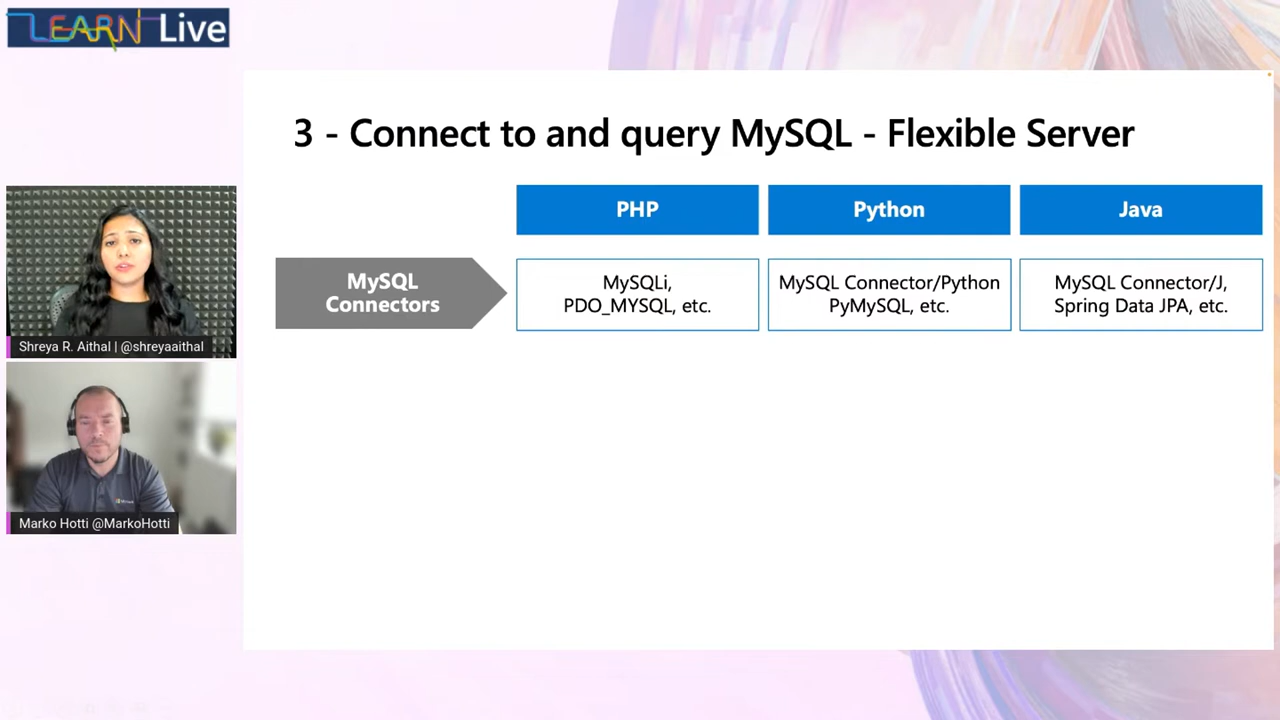 LEARN Live
3 - Connect to and query MySQL - Flexible Server
PHP
Python
Java
MySQL
Connectors
MySQLi,
PDO_MYSQL, etc.
MySQL Connector/Python
PyMySQL, etc.
MySQL Connector/J,
Spring Data JPA, etc.
Shreya R. Aithal | @shreyaaithal
Marko Hotti @MarkoHotti